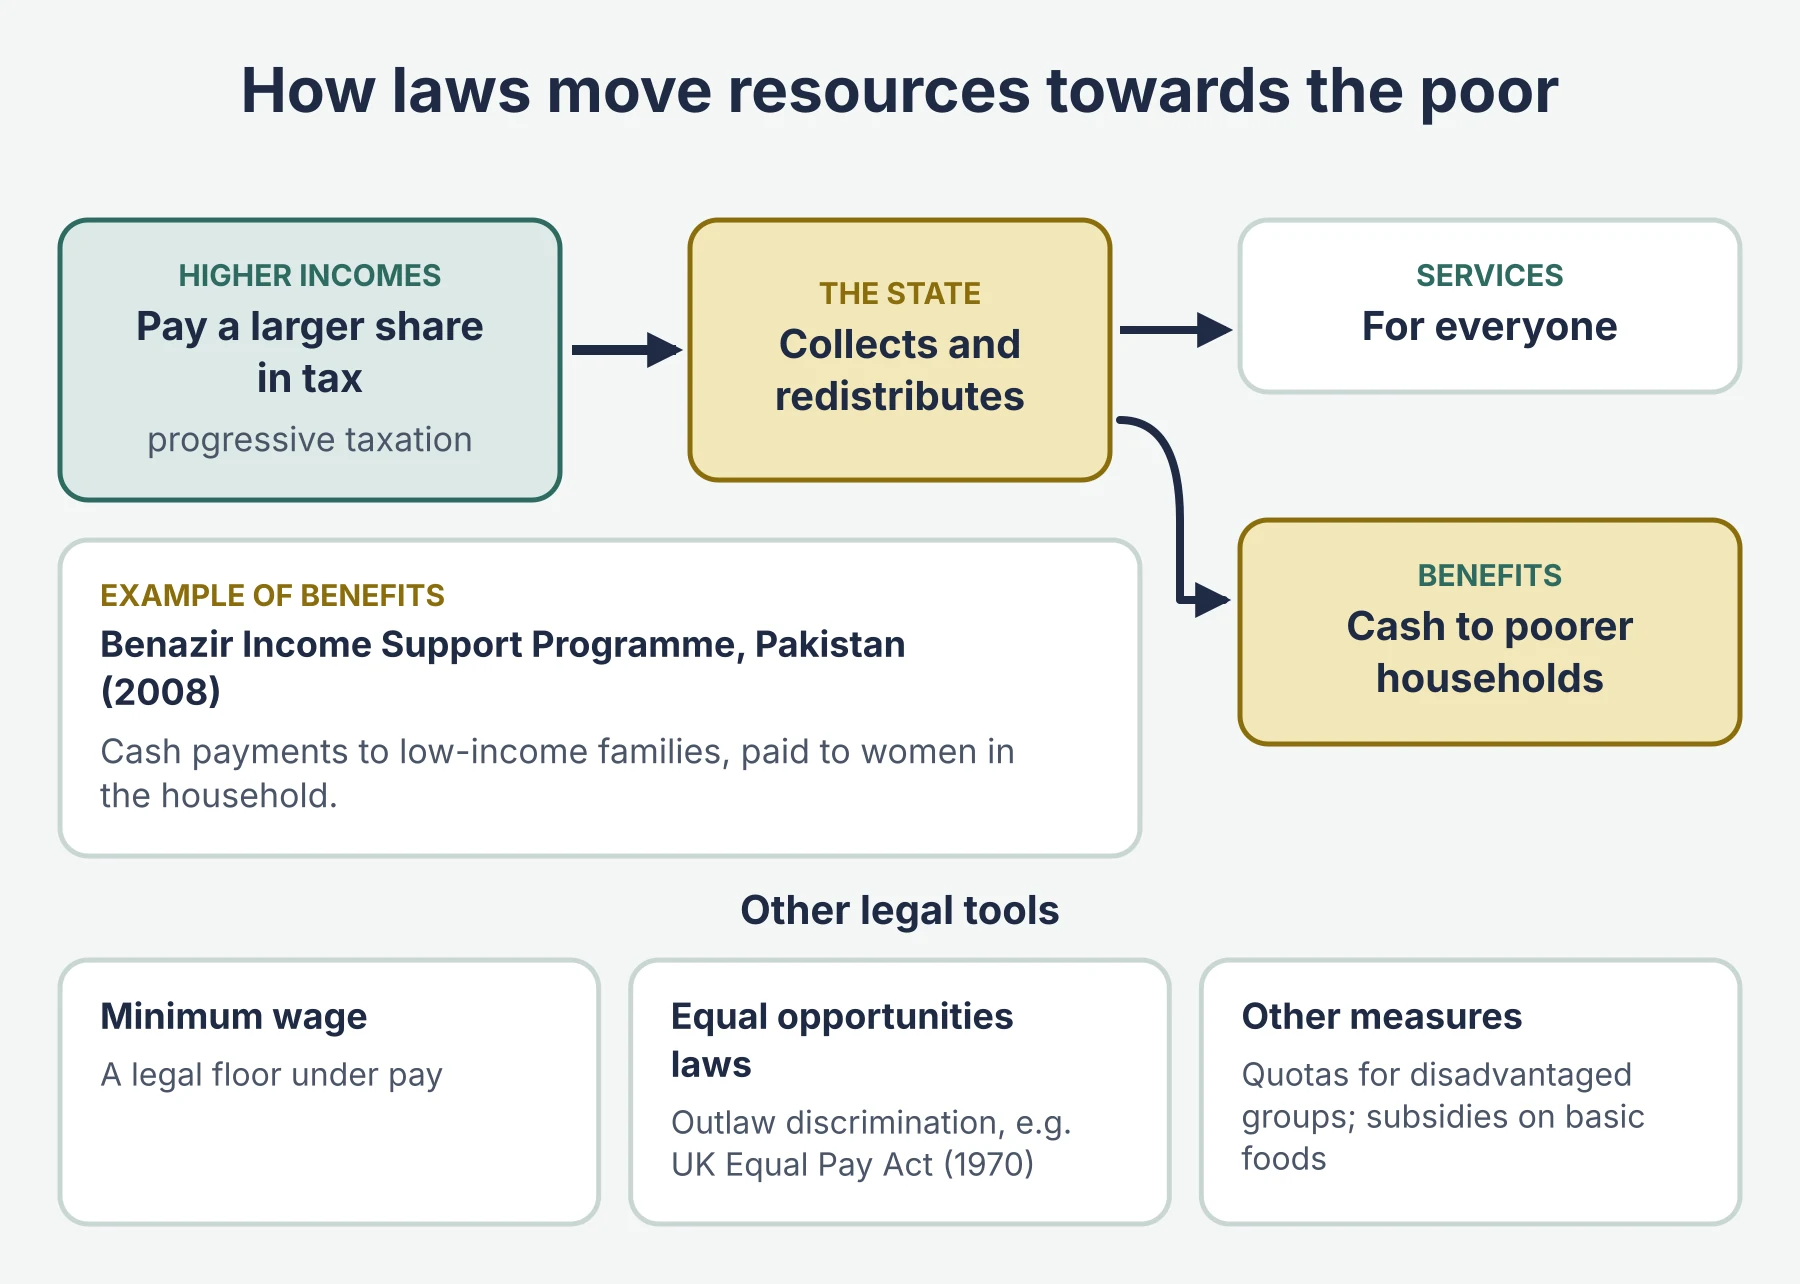 How laws move resources towards the poor
HIGHER INCOMES
Pay a larger share
in tax
progressive taxation
THE STATE
Collects and
redistributes
SERVICES
For everyone
BENEFITS
Cash to poorer
households
EXAMPLE OF BENEFITS
Benazir Income Support Programme, Pakistan
(2008)
Cash payments to low-income families, paid to women in
the household.
Other legal tools
Minimum wage
A legal floor under pay
Equal opportunities
laws
Outlaw discrimination, e.g.
UK Equal Pay Act (1970)
Other measures
Quotas for disadvantaged
groups; subsidies on basic
foods